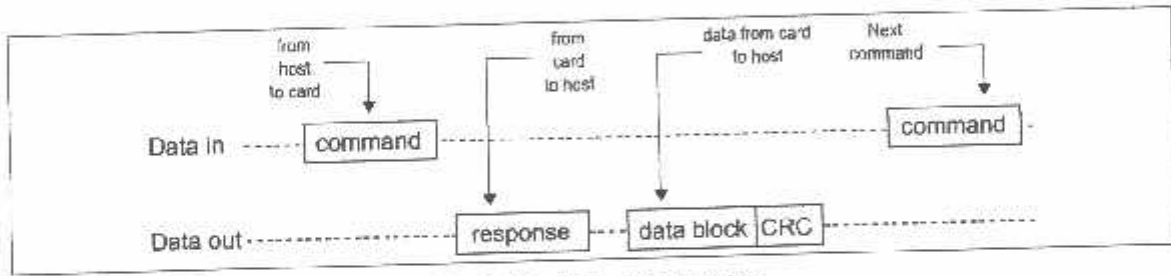 from
host
to card
from
card
to host
data from card
to host
Next
command
Data in
command
command
Data out
response
data block
CRC